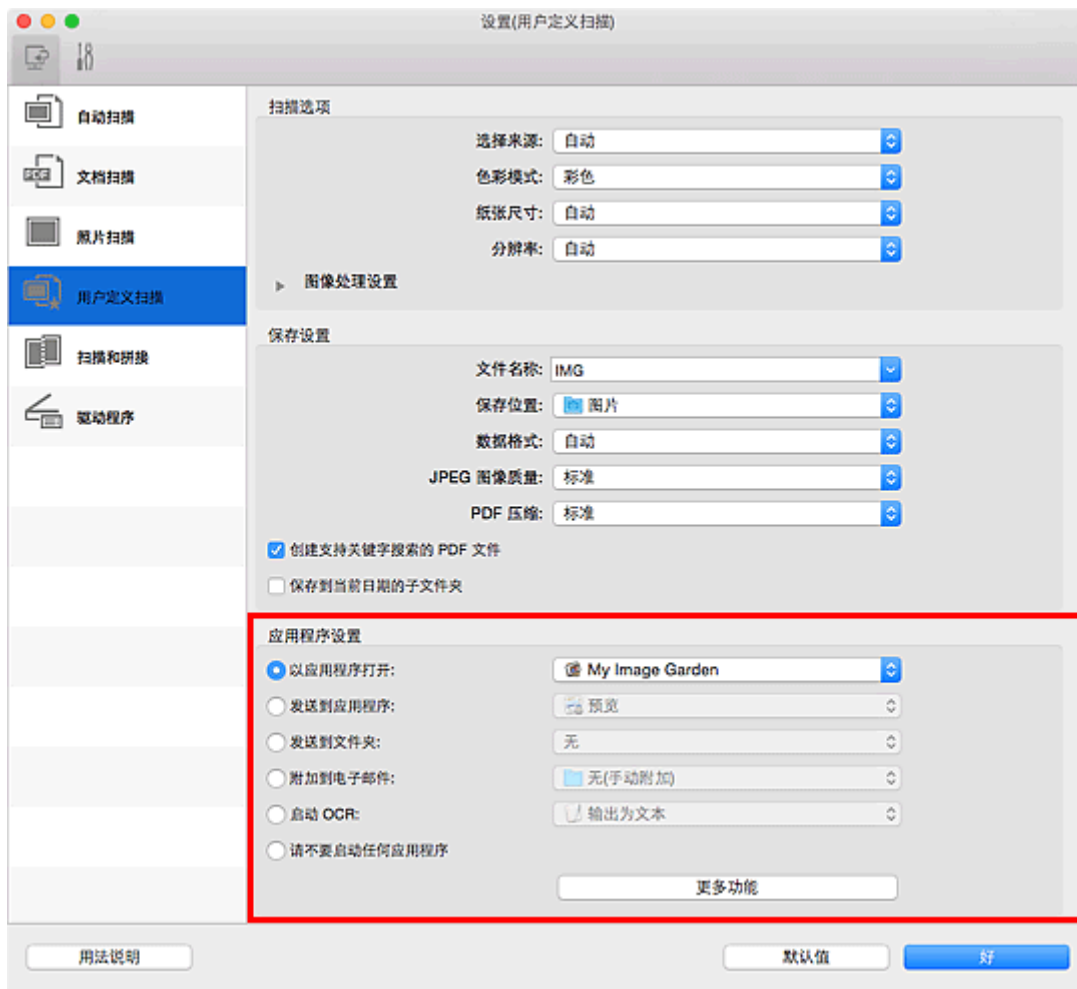 设置(用户定义扫描)
自动扫描
文档扫描
照片扫描
用户定义扫描
扫描和拼接
驱动程序
扫描选项
选择来源: 自动
色彩模式: 彩色
纸张尺寸: 自动
分辨率: 自动
图像处理设置
保存设置
文件名称: IMG
保存位置: 图片
数据格式: 自动
JPEG 图像质量: 标准
PDF 压缩: 标准
创建支持关键字搜索的 PDF 文件
保存到当前日期的子文件夹
应用程序设置
以应用程序打开: My Image Garden
发送到应用程序: 预览
发送到文件夹: 无
附加到电子邮件: 无(手动附加)
启动 OCR: 输出为文本
请不要启动任何应用程序
更多功能
用法说明
默认值
好